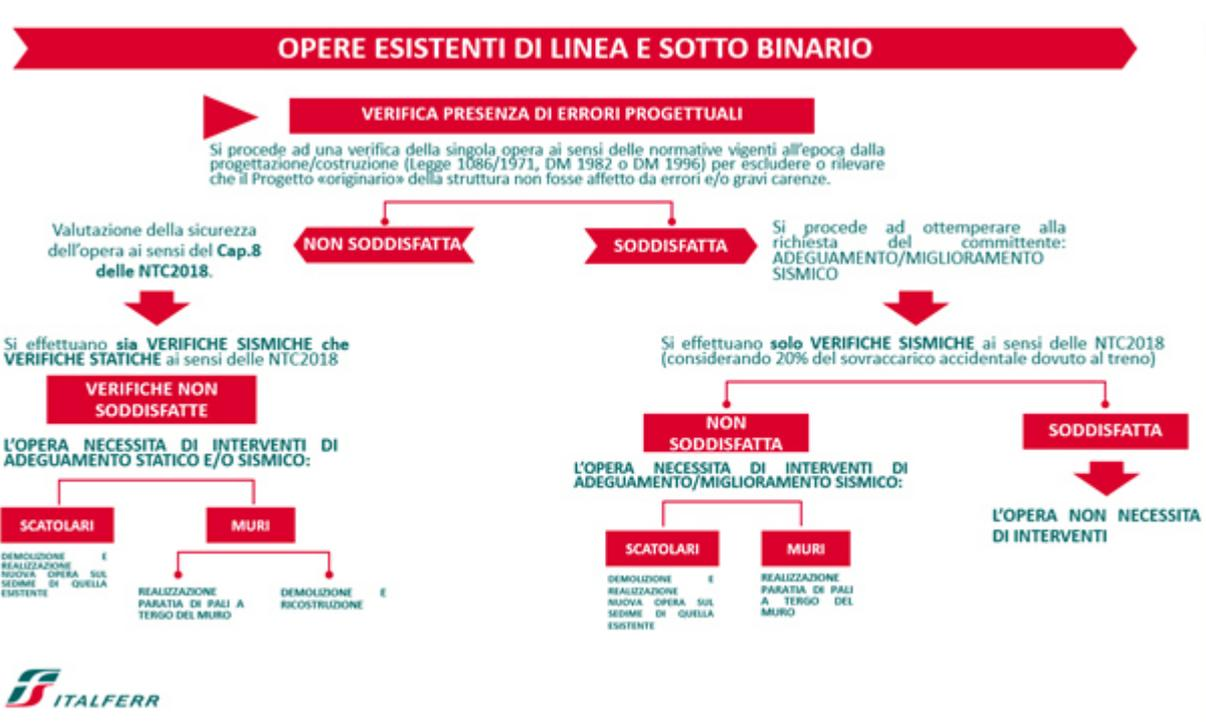 OPERE ESISTENTI DI LINEA E SOTTO BINARIO
VERIFICA PRESENZA DI ERRORI PROGETTUALI
Si procede ad una verifica della singola opera ai sensi delle normative vigenti all'epoca dalla
progettazione/costruzione (Legge 1086/1971, DM 1982 o DM 1996) per escludere o rilevare
che il Progetto «originario» della struttura non fosse affetto da errori e/o gravi carenze.
Valutazione della sicurezza
dell'opera ai sensi del Cap.8
delle NTC2018.
NON SODDISFATTA
SODDISFATTA
Si procede ad ottemperare alla
richiesta del committente:
ADEGUAMENTO/MIGLIORAMENTO
SISMICO
Si effettuano sia VERIFICHE SISMICHE che
VERIFICHE STATICHE ai sensi delle NTC2018
VERIFICHE NON
SODDISFATTE
L'OPERA NECESSITA DI INTERVENTI DI
ADEGUAMENTO STATICO E/O SISMICO:
SCATOLARI
MURI
DEMOLIZIONE E
REALIZZAZIONE
NUOVA OPERA SUL
SEDIME DI QUELLA
ESISTENTE
REALIZZAZIONE
PARATIA DI PALI A
TERGO DEL MURO
DEMOLIZIONE E
RICOSTRUZIONE
Si effettuano solo VERIFICHE SISMICHE ai sensi delle NTC2018
(considerando 20% del sovraccarico accidentale dovuto al treno)
NON
SODDISFATTA
SODDISFATTA
L'OPERA NECESSITA DI INTERVENTI DI
ADEGUAMENTO/MIGLIORAMENTO SISMICO:
L'OPERA NON NECESSITA
DI INTERVENTI
SCATOLARI
MURI
DEMOLIZIONE E
REALIZZAZIONE
NUOVA OPERA SUL
SEDIME DI QUELLA
ESISTENTE
REALIZZAZIONE
PARATIA DI PALI
A TERGO DEL
MURO
ITALFERR